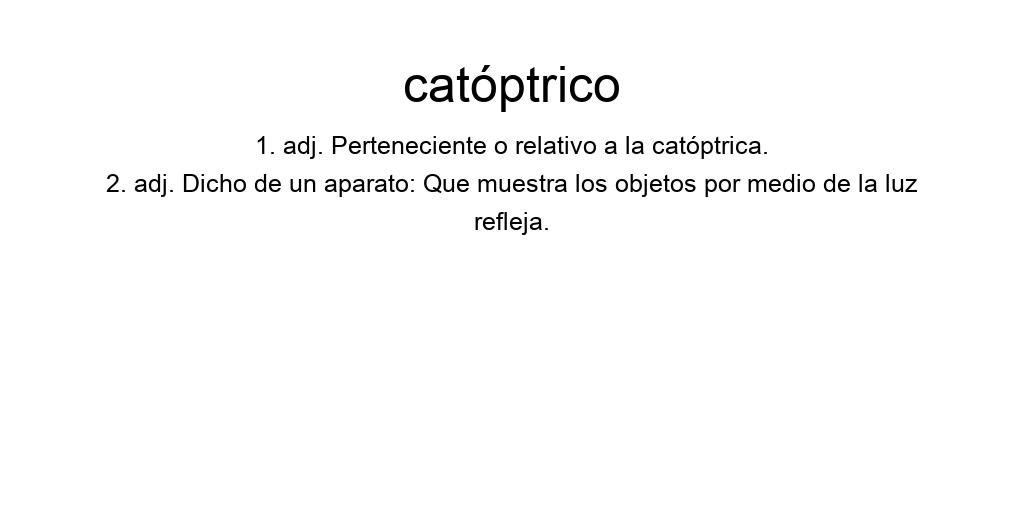 catóptrico
1. adj. Perteneciente o relativo a la catóptrica.
2. adj. Dicho de un aparato: Que muestra los objetos por medio de la luz
refleja.